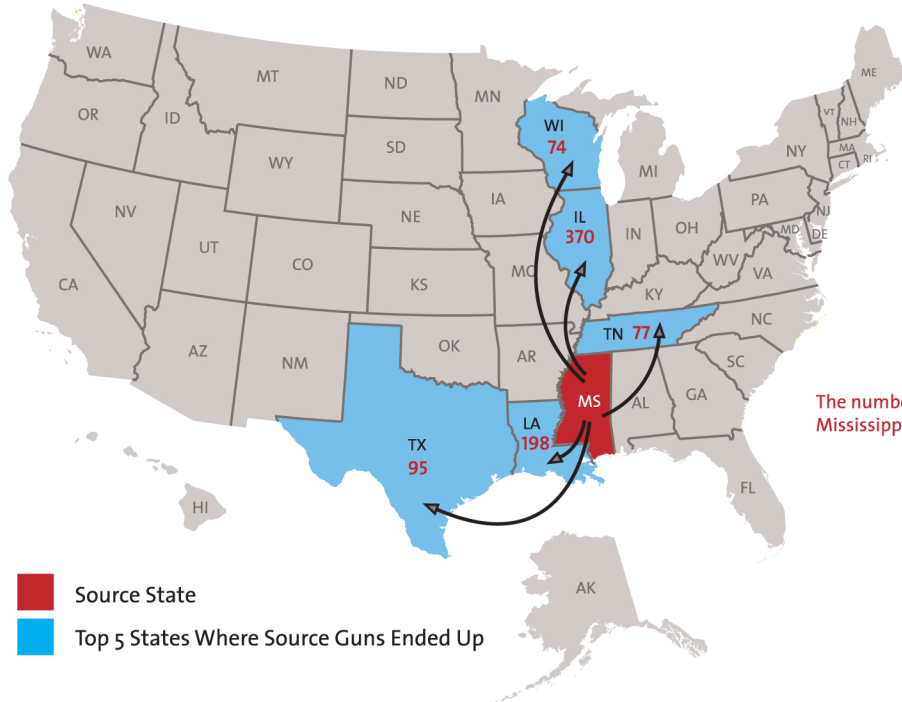 WA
MT
ND
MN
ME
OR
ID
WI
74
VT
NH
SD
WY
MI
NY
MA
CT
RI
IA
NE
IL
370
PA
NJ
NV
UT
IN
OH
MD
DE
CO
WV
VA
CA
KS
MO
KY
NC
TN 77
AZ
NM
OK
AR
SC
MS
AL
GA
The numbe
Mississipp
LA
198
TX
95
FL
HI
AK
Source State
Top 5 States Where Source Guns Ended Up